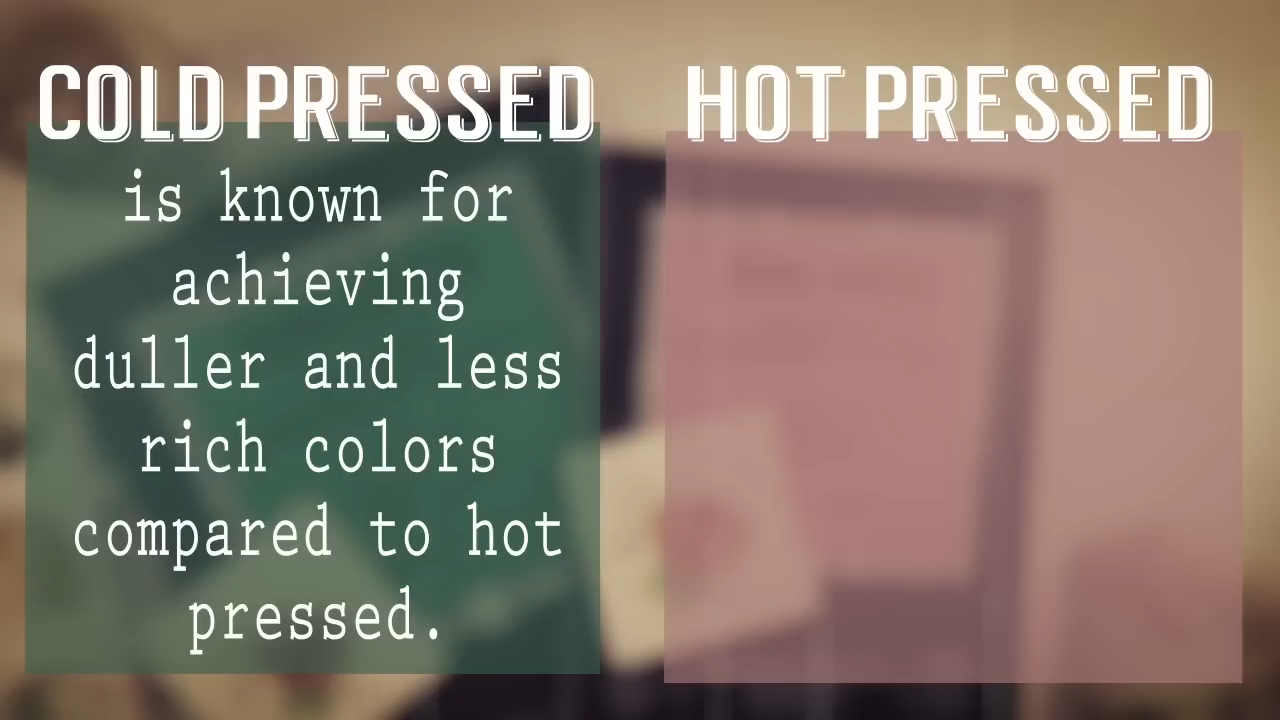 COLD PRESSED
is known for
achieving
duller and less
rich colors
compared to hot
pressed.
HOT PRESSED